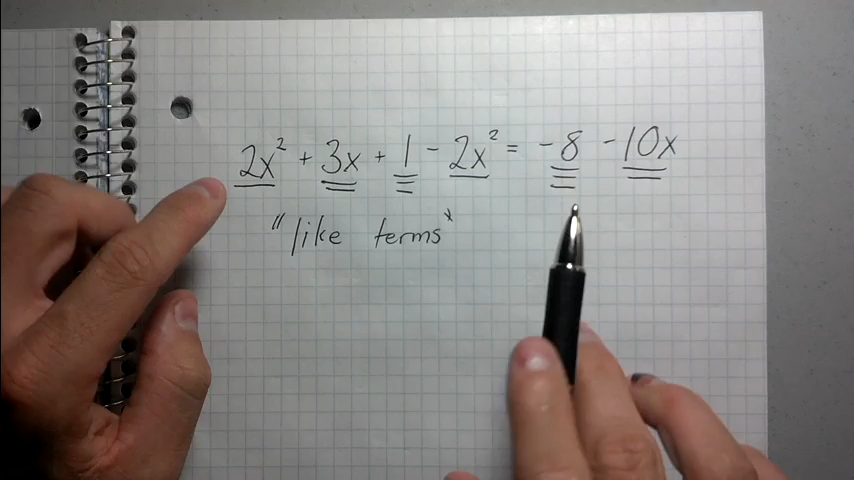 2x² + 3x + 1 - 2x² = -8 - 10x
"like terms"